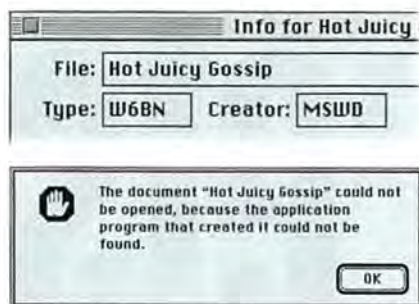 Info for Hot Juicy
File: Hot Juicy Gossip
Type: W6BN Creator: MSWD
The document “Hot Juicy Gossip” could not
be opened, because the application
program that created it could not be
found.
OK